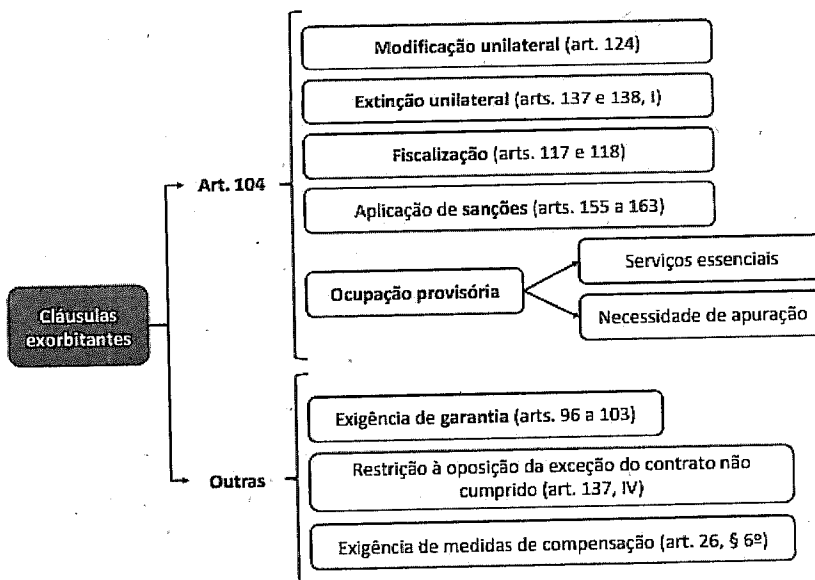 Cláusulas
exorbitantes
Art. 104
Modificação unilateral (art. 124)
Extinção unilateral (arts. 137 e 138, I)
Fiscalização (arts. 117 e 118)
Aplicação de sanções (arts. 155 a 163)
Ocupação provisória
Serviços essenciais
Necessidade de apuração
Outras
Exigência de garantia (arts. 96 a 103)
Restrição à oposição da exceção do contrato não
cumprido (art. 137, IV)
Exigência de medidas de compensação (art. 26, § 6º)